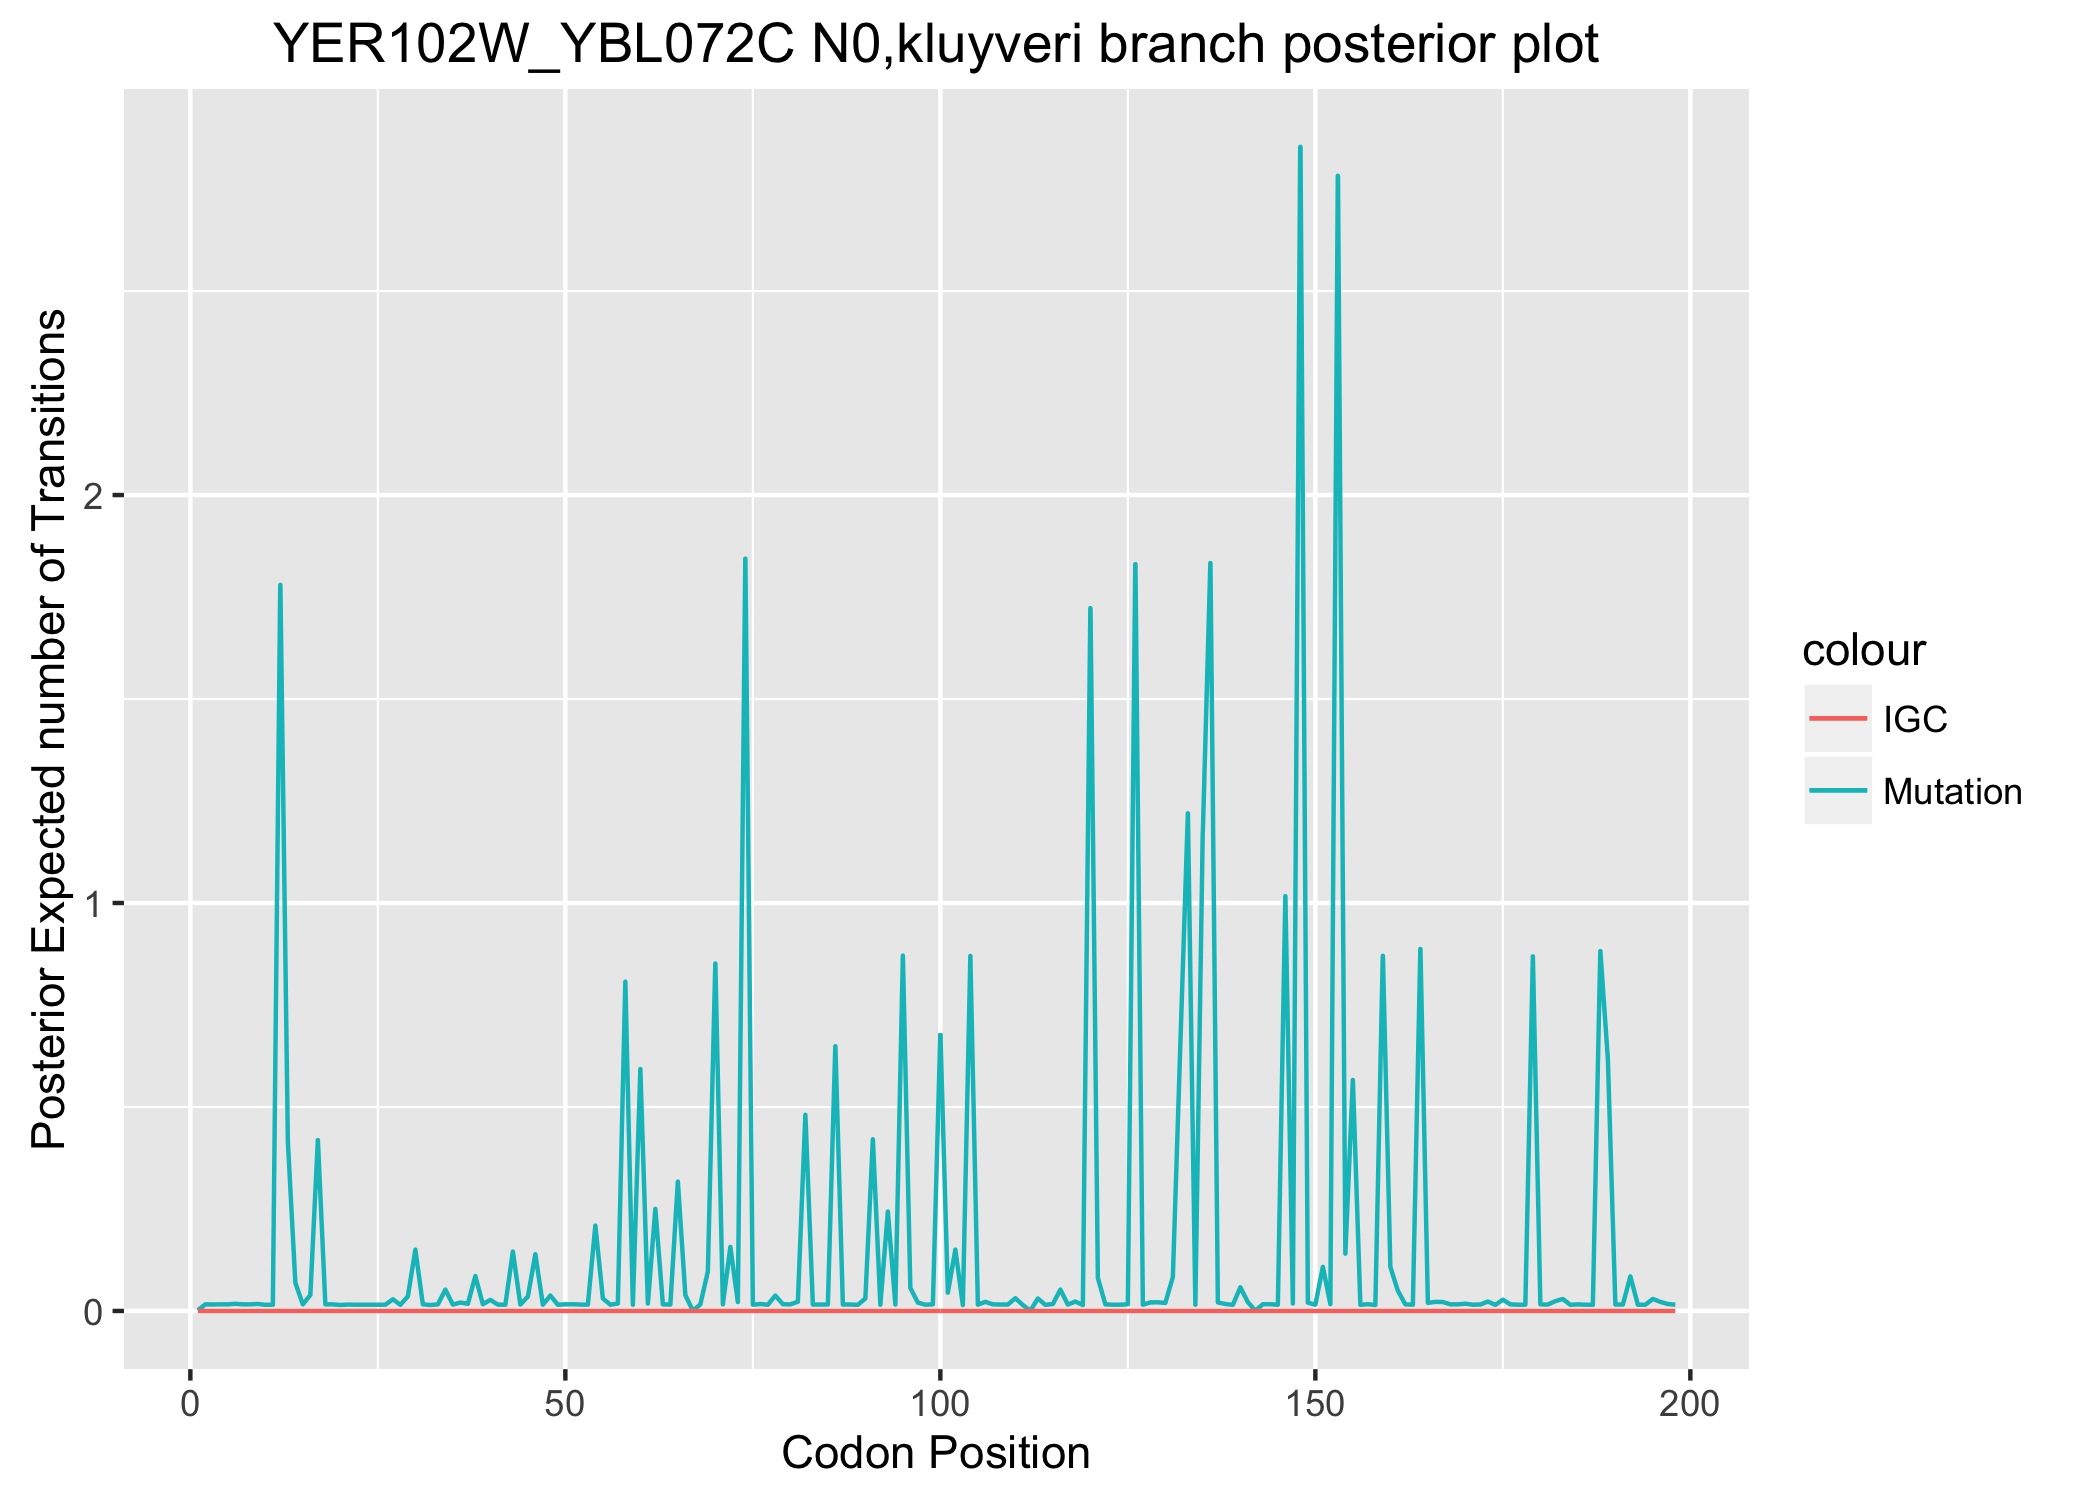 YER102W_YBL072C N0,kluyveri branch posterior plot
Posterior Expected number of Transitions
2
1
0
0 50 100 150 200
Codon Position
colour
IGC
Mutation